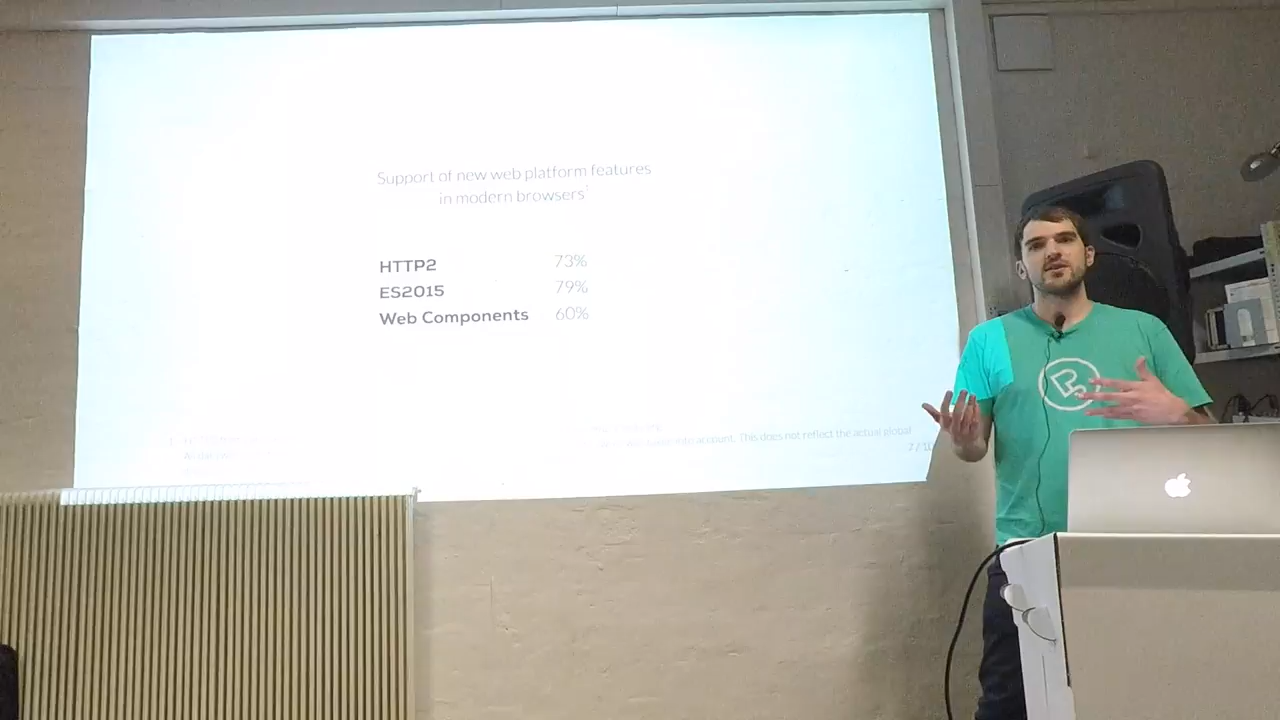 Support of new web platform features
in modern browsers*
HTTP2 73%
ES2015 79%
Web Components 60%
into account. This does not reflect the actual global